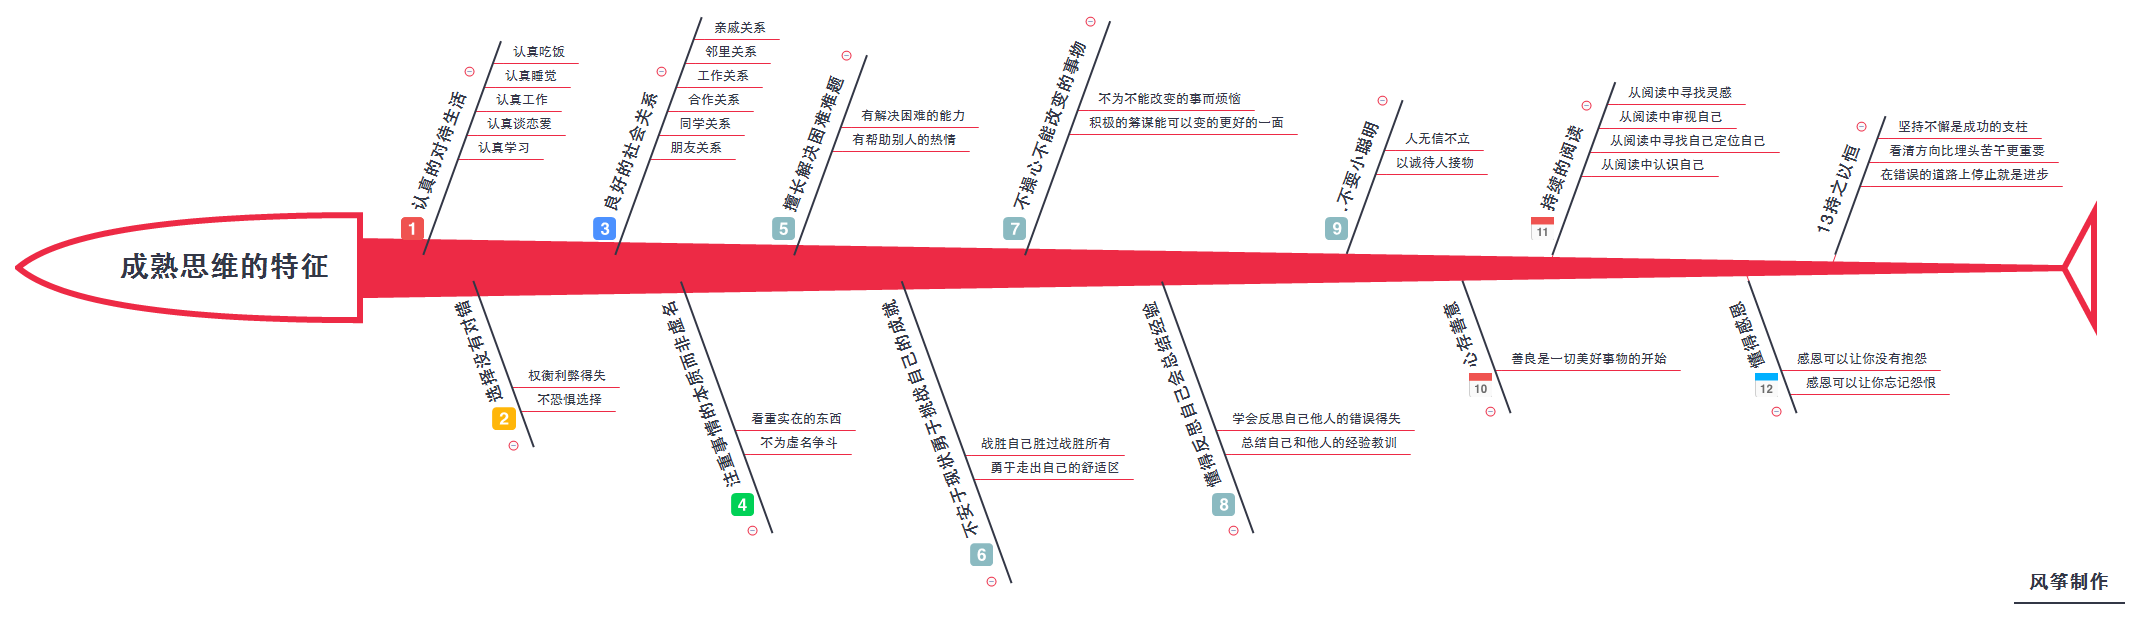 成熟思维的特征
1
认真的对待生活
认真吃饭
认真睡觉
认真工作
认真谈恋爱
认真学习
2
选择没有对错
权衡利弊得失
不恐惧选择
3
良好的社会关系
亲戚关系
邻里关系
工作关系
合作关系
同学关系
朋友关系
4
注重事情的本质而非虚名
看重实在的东西
不为虚名争斗
5
擅长解决困难难题
有解决困难的能力
有帮助别人的热情
6
不安于现状勇于挑战自己的成就
战胜自己胜过战胜所有
勇于走出自己的舒适区
7
不操心不能改变的事物
不为不能改变的事而烦恼
积极的筹谋能可以变的更好的一面
8
懂得反思自己会总结经验
学会反思自己他人的错误得失
总结自己和他人的经验教训
9
.不耍小聪明
人无信不立
以诚待人接物
10
心存善意
善良是一切美好事物的开始
11
持续的阅读
从阅读中寻找灵感
从阅读中审视自己
从阅读中寻找自己定位自己
从阅读中认识自己
12
懂得感恩
感恩可以让你没有抱怨
感恩可以让你忘记怨恨
13持之以恒
坚持不懈是成功的支柱
看清方向比埋头苦干更重要
在错误的道路上停止就是进步
风筝制作